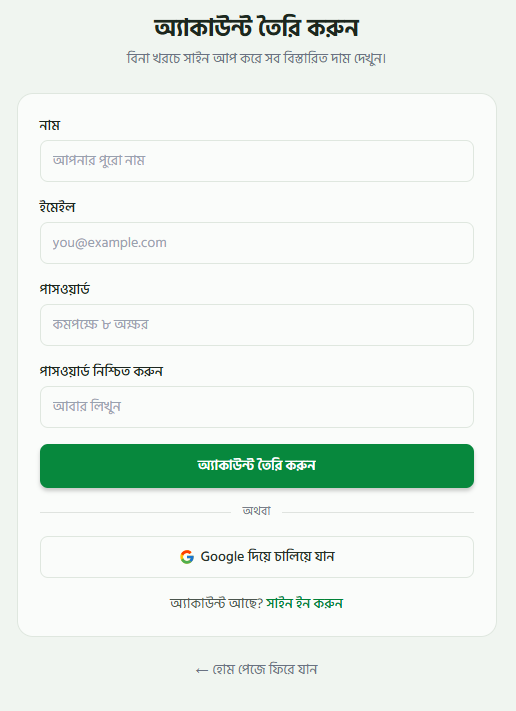 অ্যাকাউন্ট তৈরি করুন
বিনা খরচে সাইন আপ করে সব বিস্তারিত দাম দেখুন।
নাম
আপনার পুরো নাম
ইমেইল
you@example.com
পাসওয়ার্ড
কমপক্ষে ৮ অক্ষর
পাসওয়ার্ড নিশ্চিত করুন
আবার লিখুন
অ্যাকাউন্ট তৈরি করুন
অথবা
Google দিয়ে চালিয়ে যান
অ্যাকাউন্ট আছে? সাইন ইন করুন
← হোম পেজে ফিরে যান